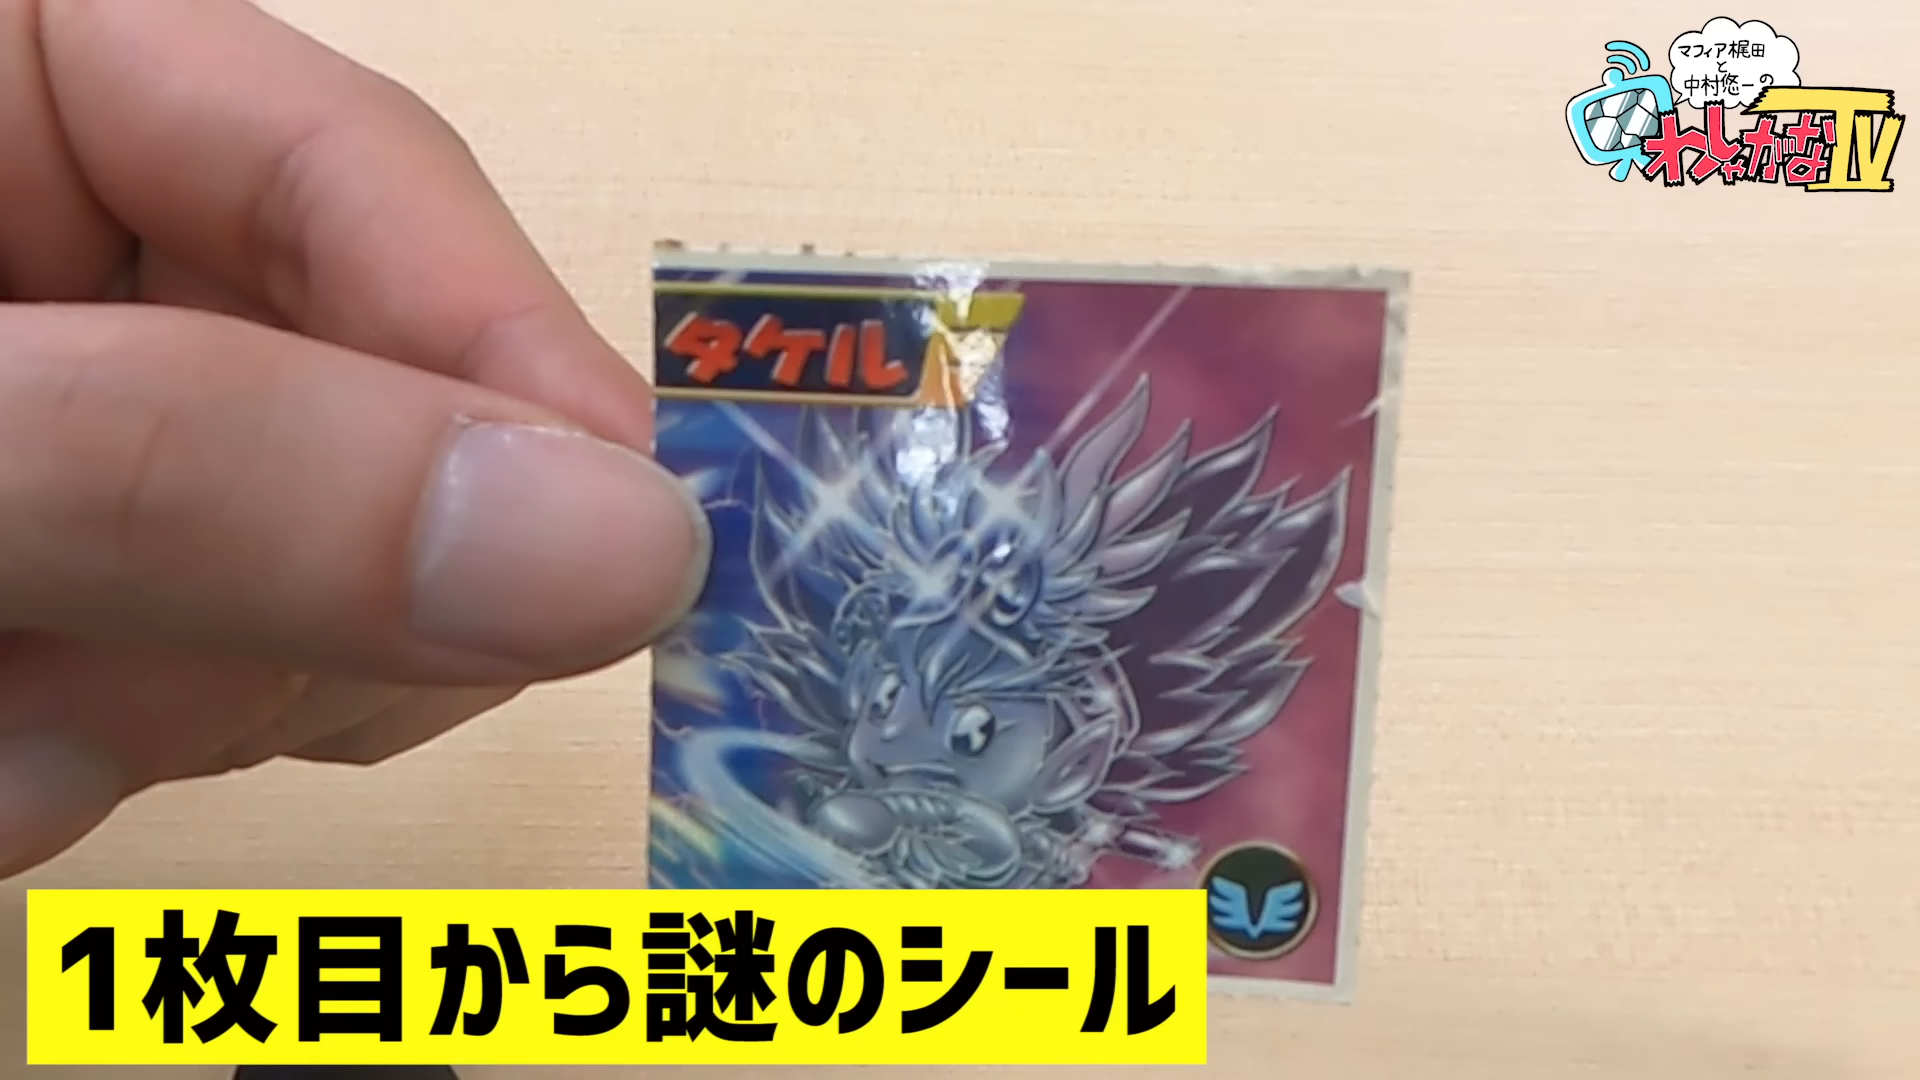 マフィア梶田
と
中村悠一の
わしゃがなTV
タケル
1枚目から謎のシール